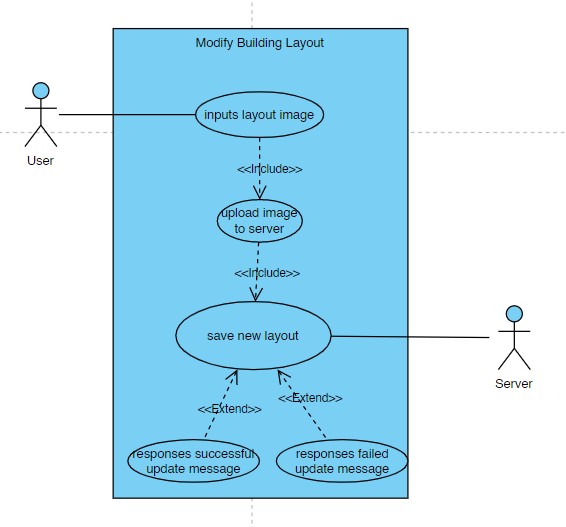 Modify Building Layout
inputs layout image
User
<<Include>>
upload image
to server
<<Include>>
save new layout
Server
<<Extend>>
<<Extend>>
responses successful
update message
responses failed
update message